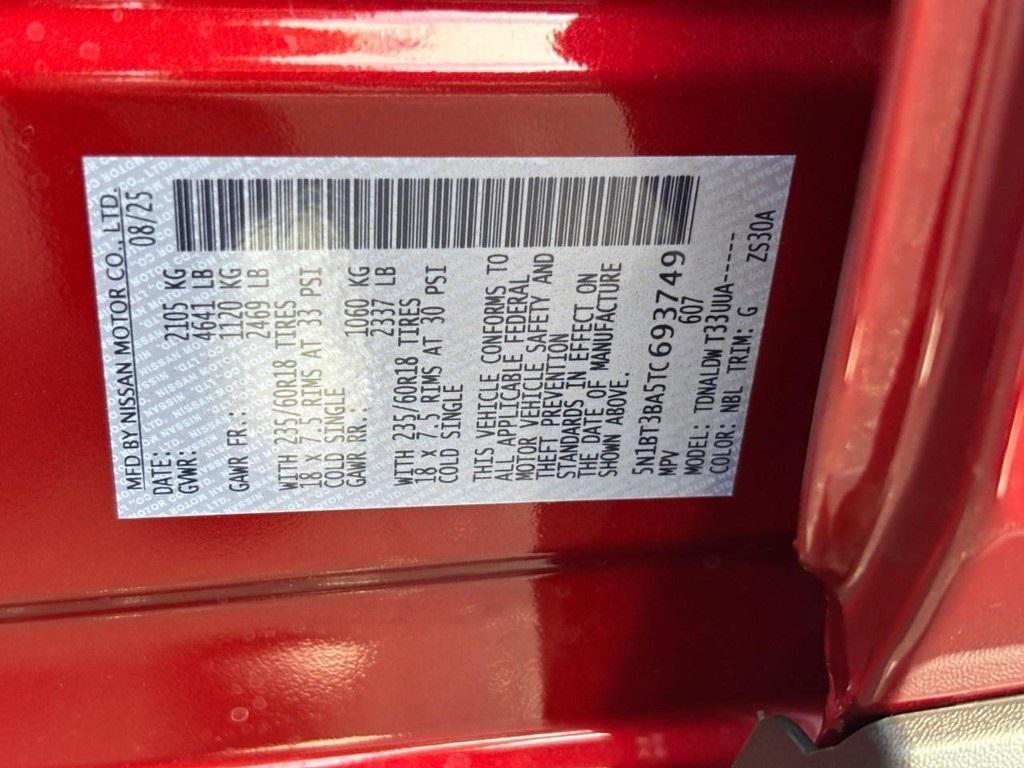 MFD BY NISSAN MOTOR CO., LTD.
DATE: 08/25
GVWR: 2105 KG
4641 LB
GAWR FR.: 1120 KG
2469 LB
WITH 235/60R18 TIRES
18 X 7.5 RIMS AT 33 PSI
COLD SINGLE
GAWR RR.: 1060 KG
2337 LB
WITH 235/60R18 TIRES
18 X 7.5 RIMS AT 30 PSI
COLD SINGLE
THIS VEHICLE CONFORMS TO
ALL APPLICABLE FEDERAL
MOTOR VEHICLE SAFETY AND
THEFT PREVENTION
STANDARDS IN EFFECT ON
THE DATE OF MANUFACTURE
SHOWN ABOVE.
5N1BT3BA5TC693749
MPV 607
MODEL: TDNALDW T33UUA-----
COLOR: NBL TRIM: G ZS30A